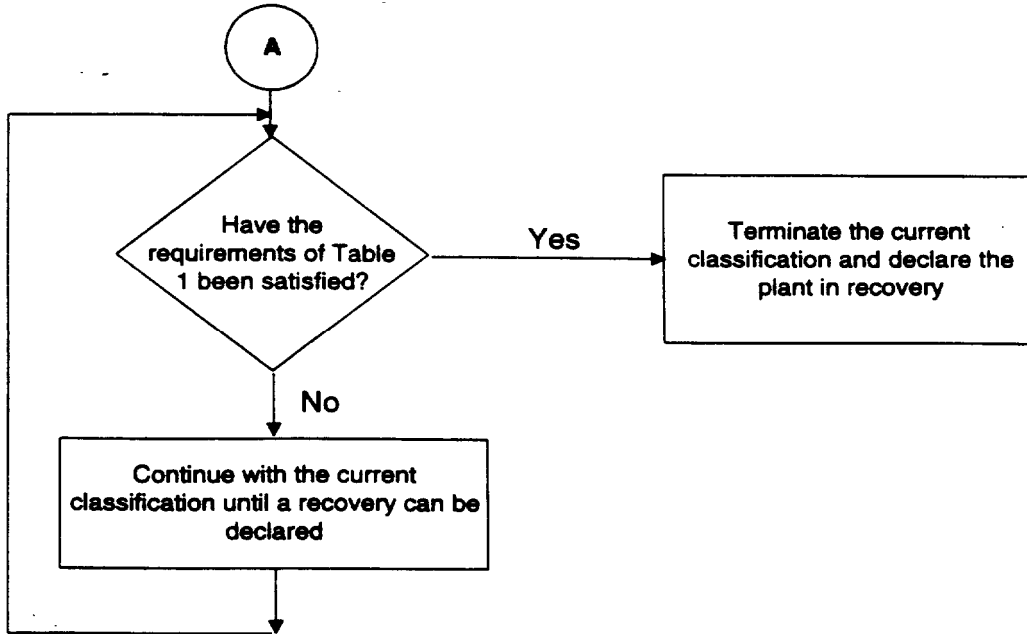 A
Have the
requirements of Table
1 been satisfied?
Yes
Terminate the current
classification and declare the
plant in recovery
No
Continue with the current
classification until a recovery can be
declared